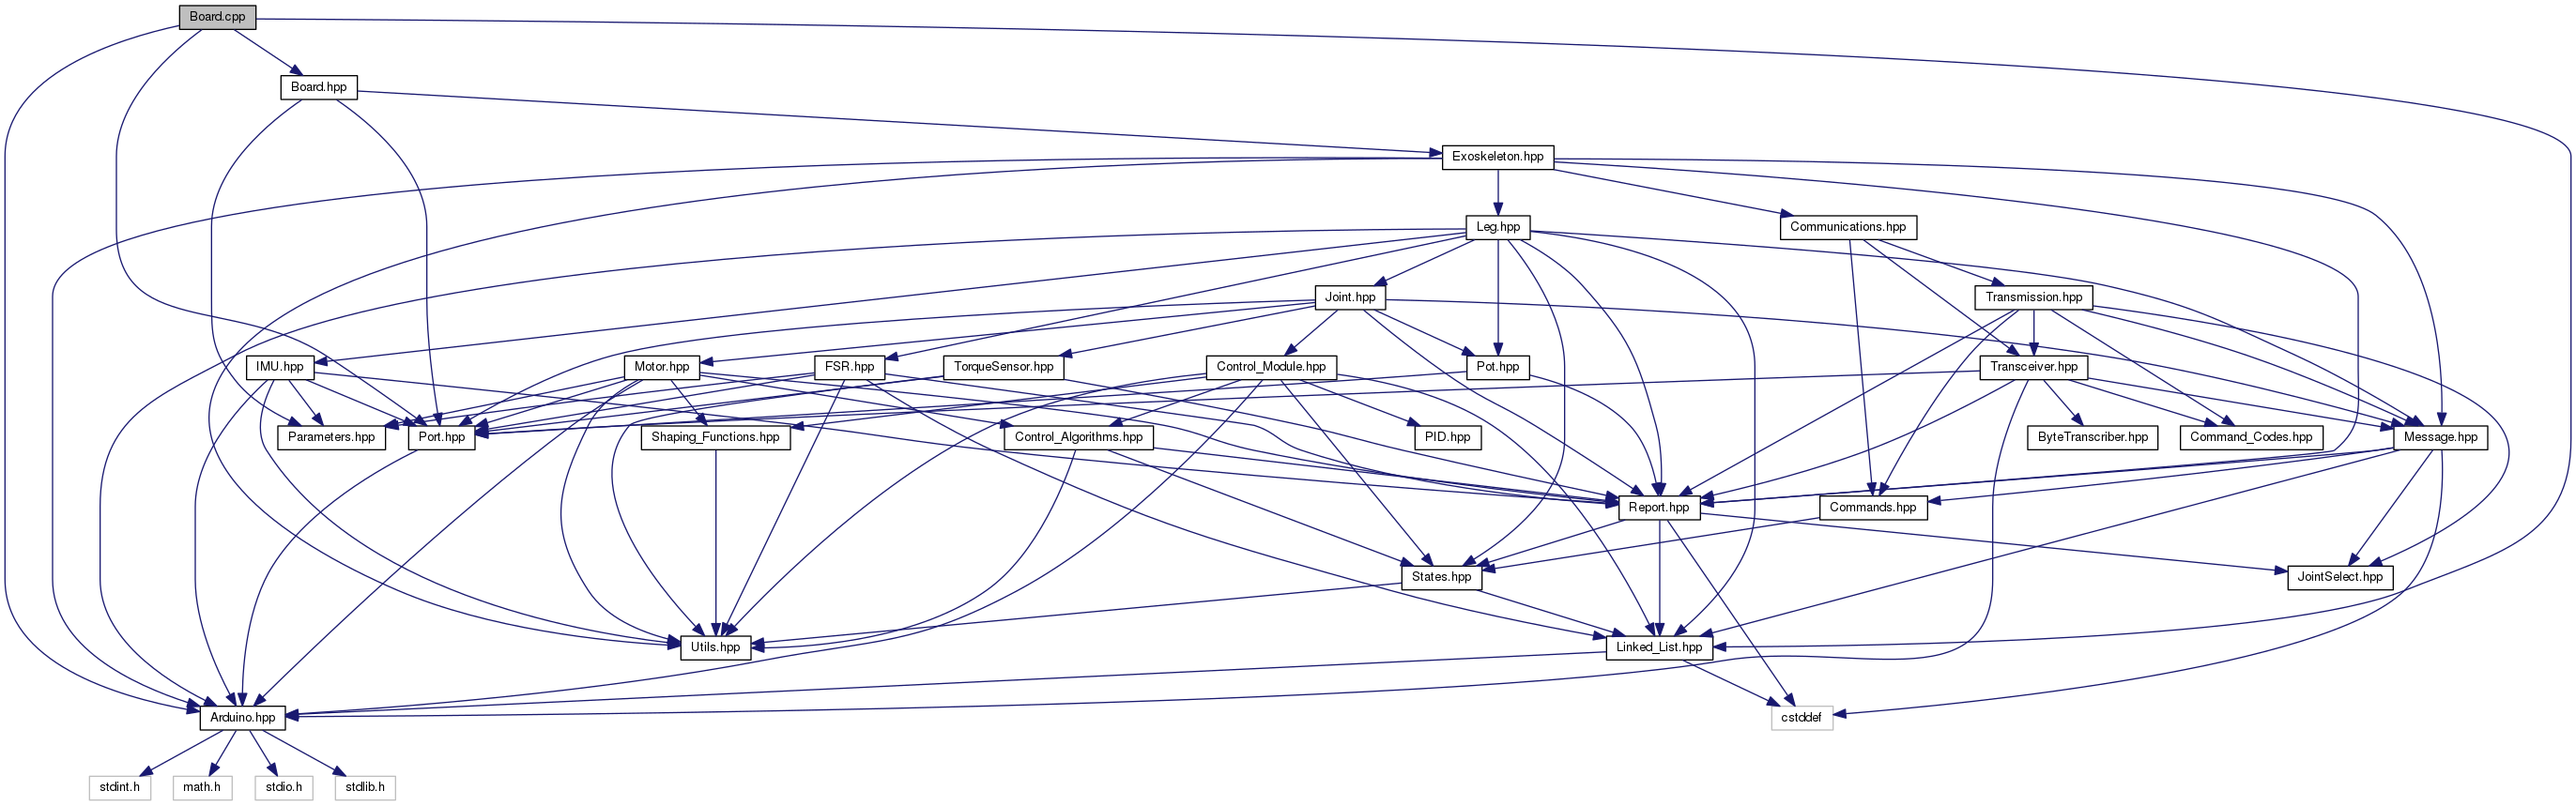 Board.cpp
Board.hpp
Exoskeleton.hpp
Leg.hpp
Communications.hpp
Joint.hpp
Transmission.hpp
IMU.hpp
Motor.hpp
FSR.hpp
TorqueSensor.hpp
Control_Module.hpp
Pot.hpp
Transceiver.hpp
Parameters.hpp
Port.hpp
Shaping_Functions.hpp
Control_Algorithms.hpp
PID.hpp
ByteTranscriber.hpp
Command_Codes.hpp
Message.hpp
Report.hpp
Commands.hpp
States.hpp
JointSelect.hpp
Utils.hpp
Linked_List.hpp
Arduino.hpp
cstddef
stdint.h
math.h
stdio.h
stdlib.h